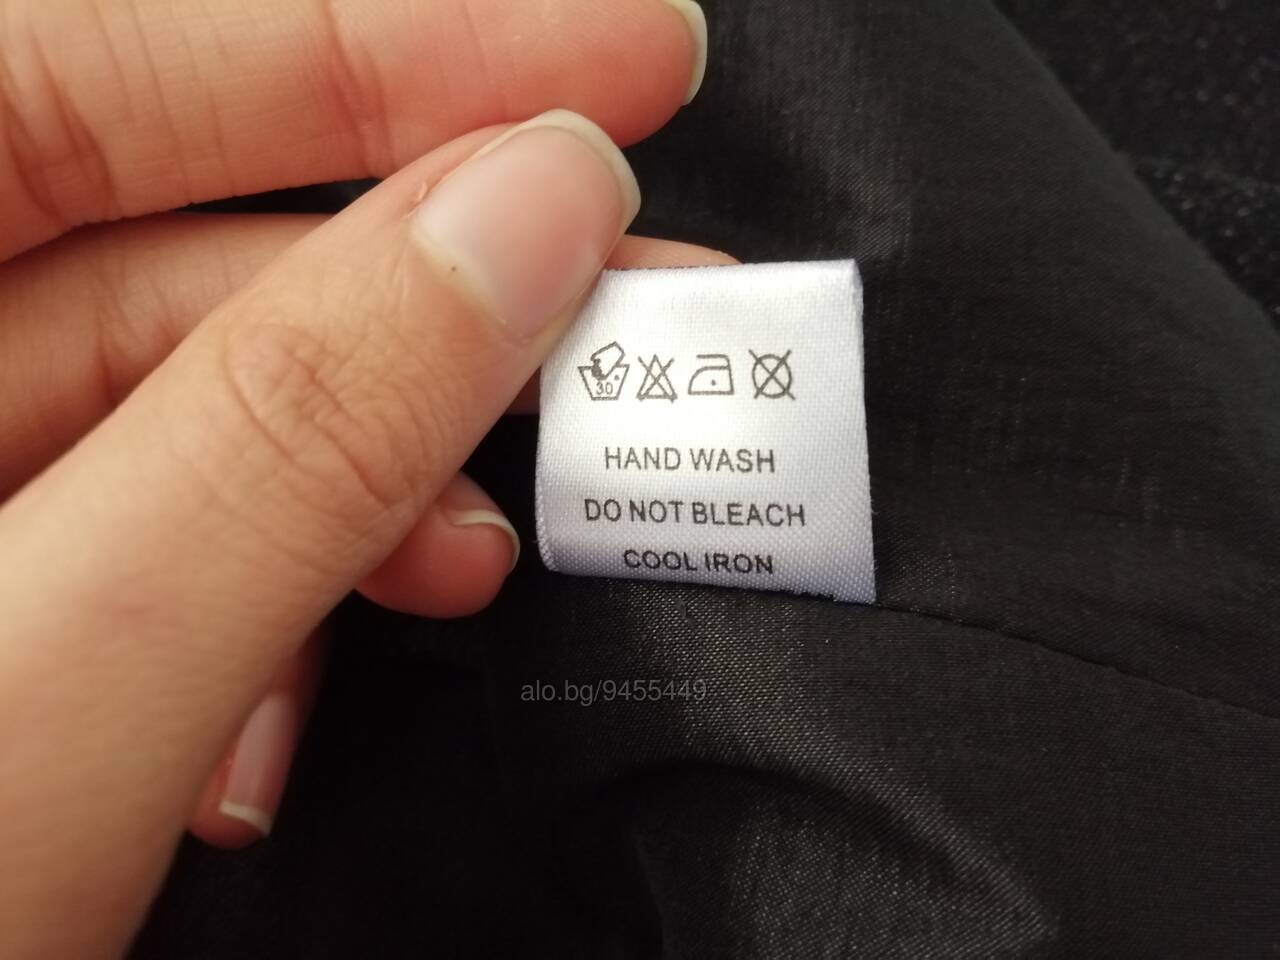 30°
HAND WASH
DO NOT BLEACH
COOL IRON
alo.bg/9455449